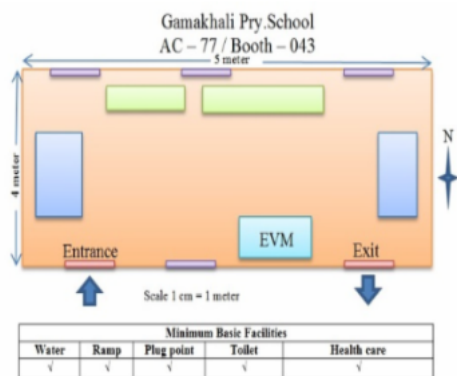 Gamakhali Pry.School
AC – 77 / Booth – 043
5 meter
4 meter
N
Entrance
EVM
Exit
Scale 1 cm = 1 meter
Minimum Basic Facilities
Water Ramp Plug point Toilet Health care
√ √ √ √ √